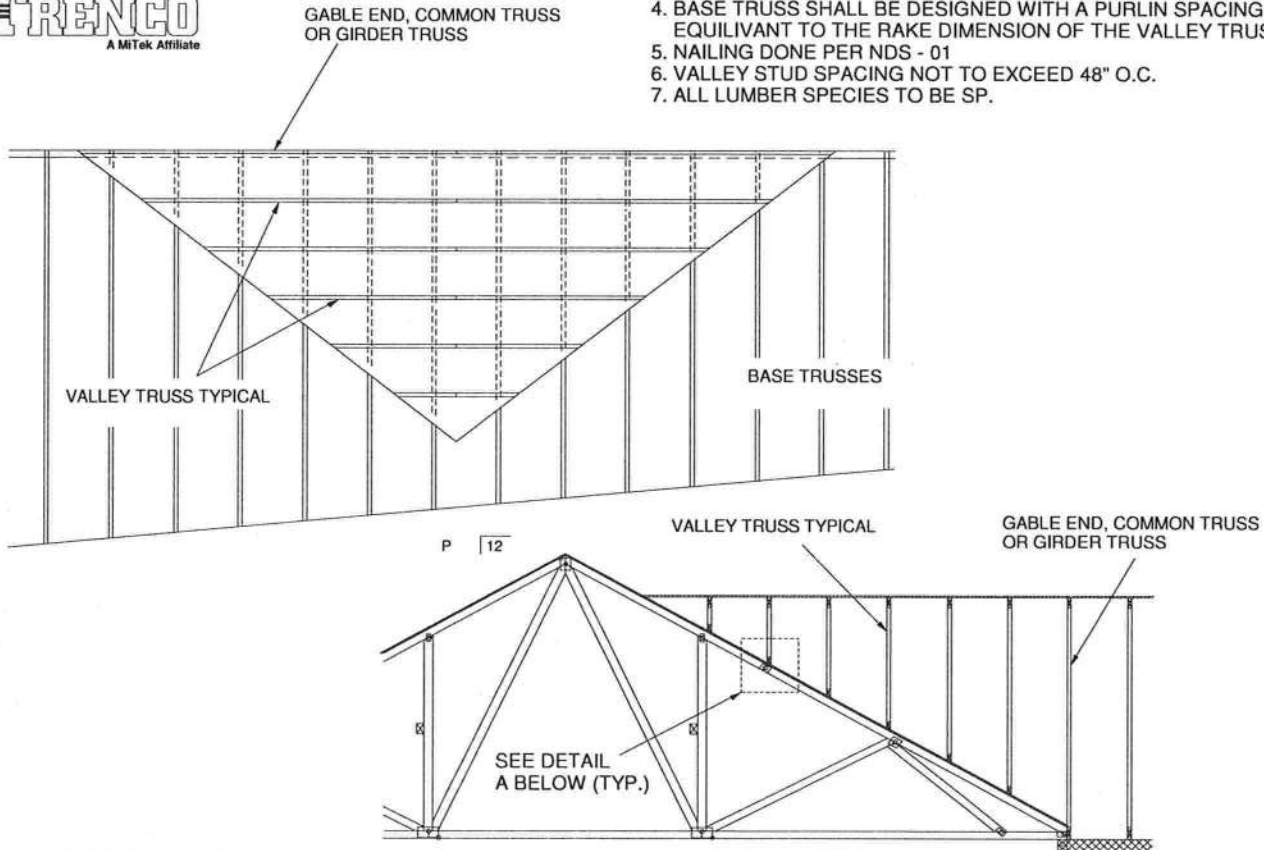 TRENCO
A MiTek Affiliate
GABLE END, COMMON TRUSS
OR GIRDER TRUSS
4. BASE TRUSS SHALL BE DESIGNED WITH A PURLIN SPACING
EQUILIVANT TO THE RAKE DIMENSION OF THE VALLEY TRUS
5. NAILING DONE PER NDS - 01
6. VALLEY STUD SPACING NOT TO EXCEED 48" O.C.
7. ALL LUMBER SPECIES TO BE SP.
VALLEY TRUSS TYPICAL
BASE TRUSSES
P 12
VALLEY TRUSS TYPICAL
GABLE END, COMMON TRUSS
OR GIRDER TRUSS
SEE DETAIL
A BELOW (TYP.)